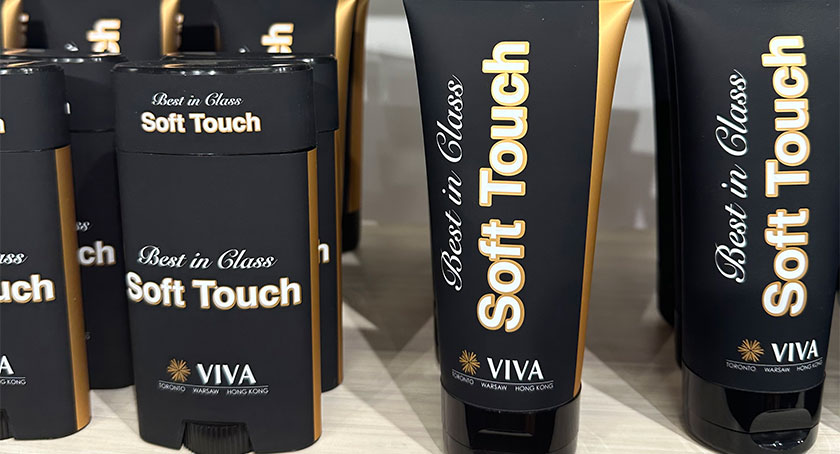 Best in Class
Soft Touch
Best in Class
Soft Touch
VIVA
TORONTO WARSAW HONG KONG
Best in Class
Soft Touch
VIVA
TORONTO WARSAW HONG KONG
Best in Class
Soft Touch
VIVA
TORONTO WARSAW HONG KONG